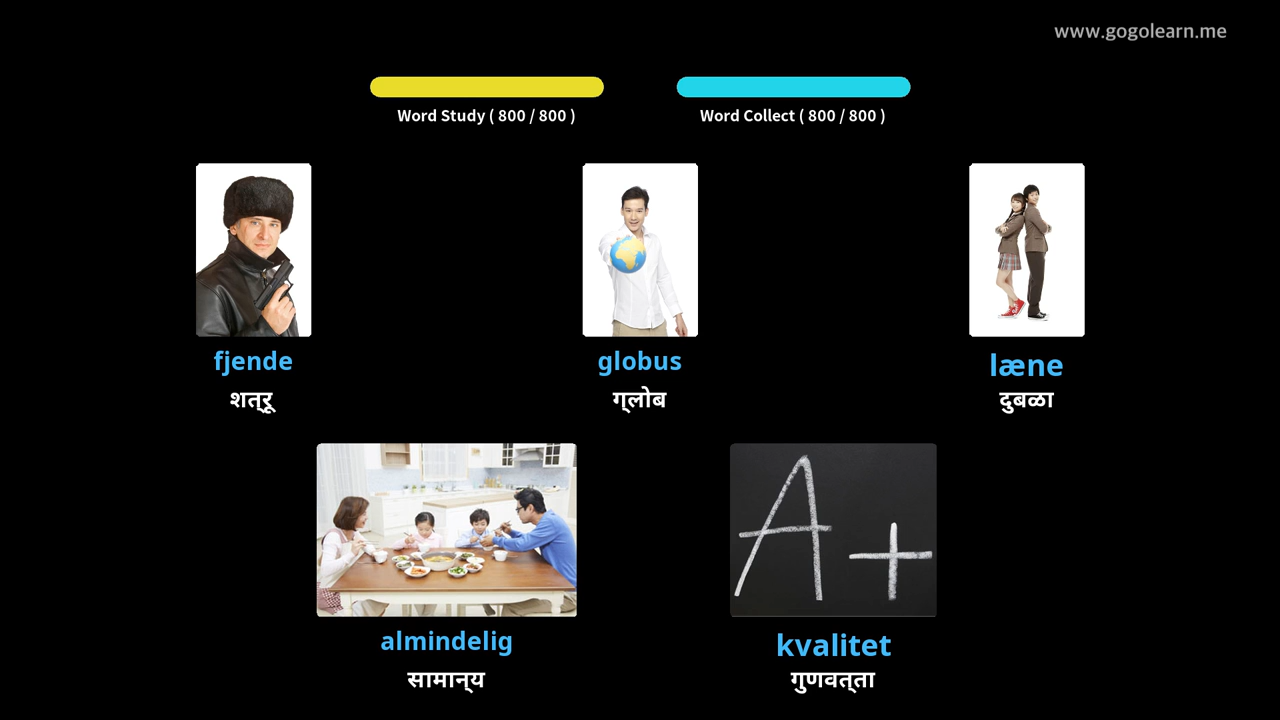 www.gogolearn.me
Word Study ( 800 / 800 )
Word Collect ( 800 / 800 )
fjende
शत्रू
globus
ग्लोब
læne
दुबळा
almindelig
सामान्य
kvalitet
गुणवत्ता
A+